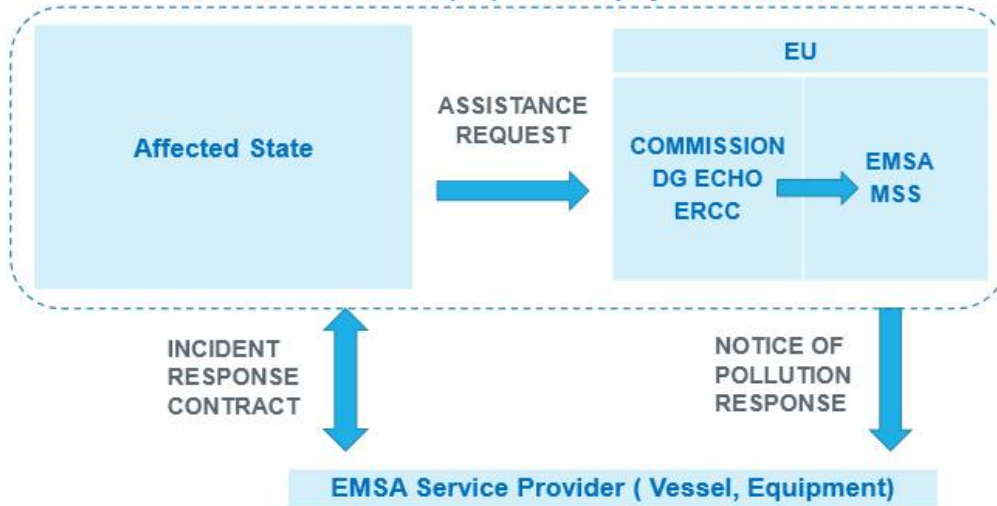 EU
Affected State
ASSISTANCE
REQUEST
COMMISSION
DG ECHO
ERCC
EMSA
MSS
INCIDENT
RESPONSE
CONTRACT
NOTICE OF
POLLUTION
RESPONSE
EMSA Service Provider ( Vessel, Equipment)